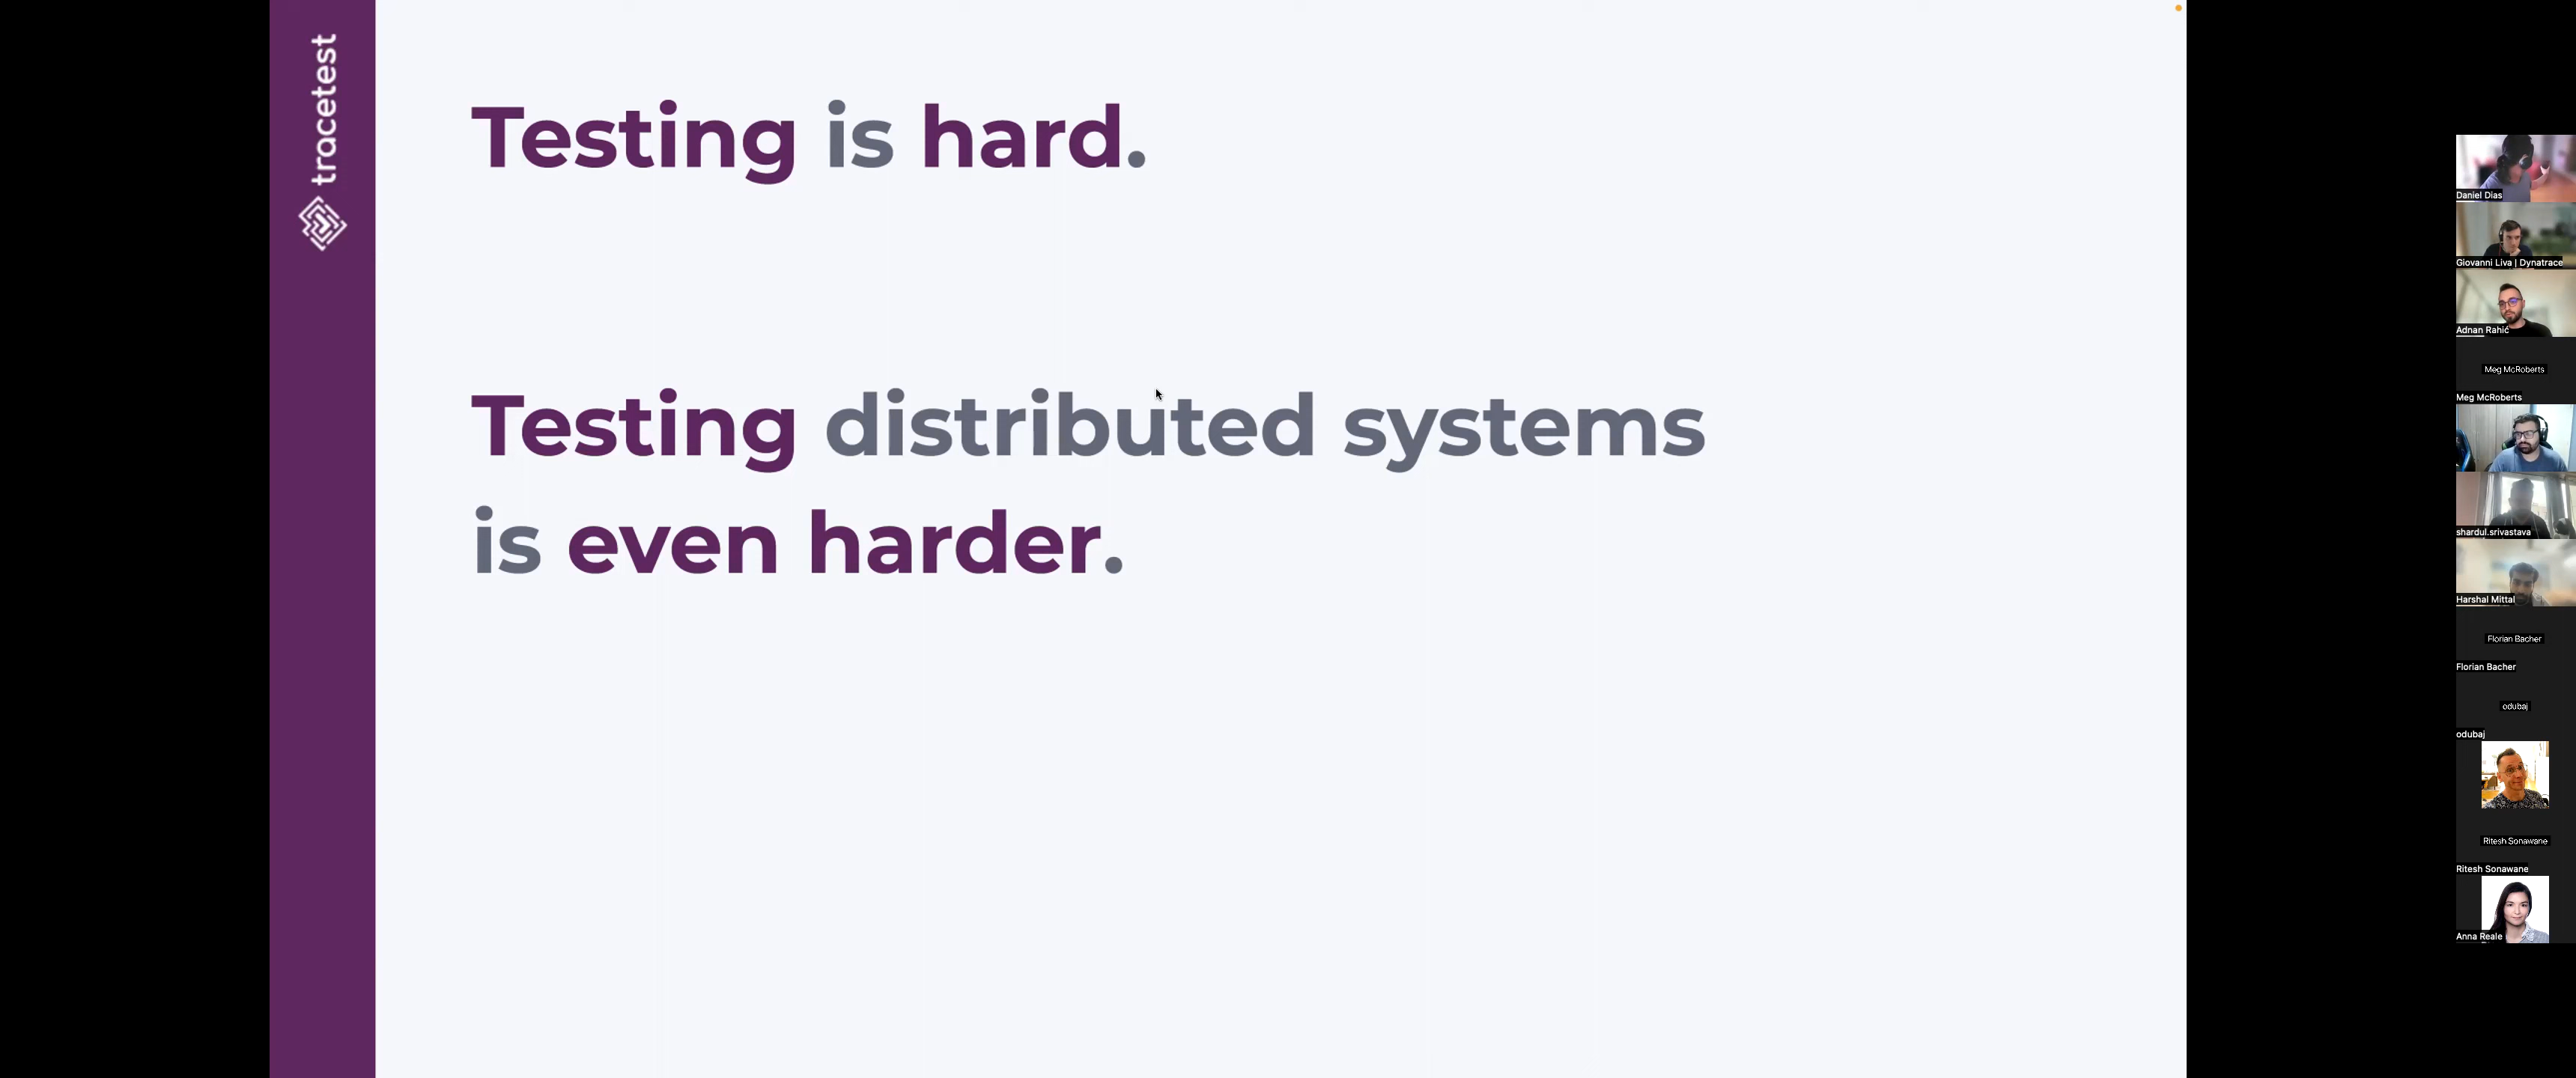 tracetest
Testing is hard.
Testing distributed systems
is even harder.
Daniel Dias
Giovanni Liva | Dynatrace
Adnan Rahić
Meg McRoberts
Meg McRoberts
shardul.srivastava
Harshal Mittal
Florian Bacher
Florian Bacher
odubaj
odubaj
Ritesh Sonawane
Ritesh Sonawane
Anna Reale